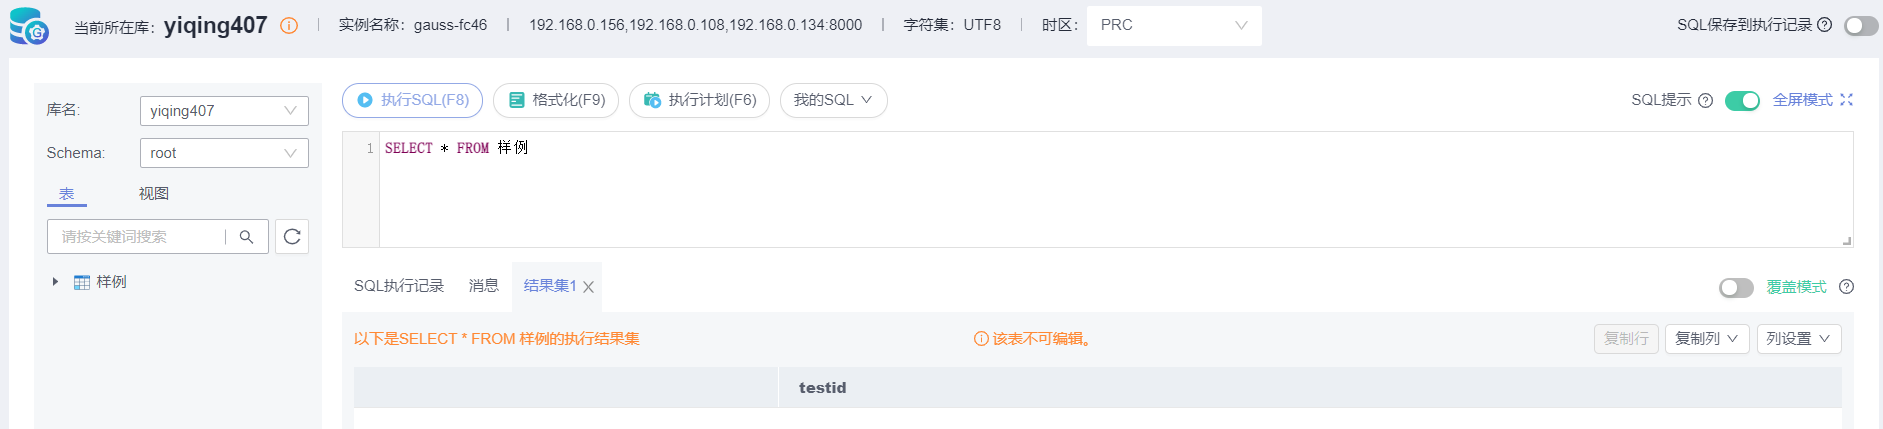 当前所在库：yiqing407 | 实例名称：gauss-fc46 | 192.168.0.156,192.168.0.108,192.168.0.134:8000 | 字符集：UTF8 | 时区： PRC SQL保存到执行记录
库名: yiqing407
Schema: root
表 视图
请按关键词搜索
样例
执行SQL(F8) 格式化(F9) 执行计划(F6) 我的SQL SQL提示 全屏模式
1 SELECT * FROM 样例
SQL执行记录 消息 结果集1 覆盖模式
以下是SELECT * FROM 样例的执行结果集 该表不可编辑。 复制行 复制列 列设置
testid